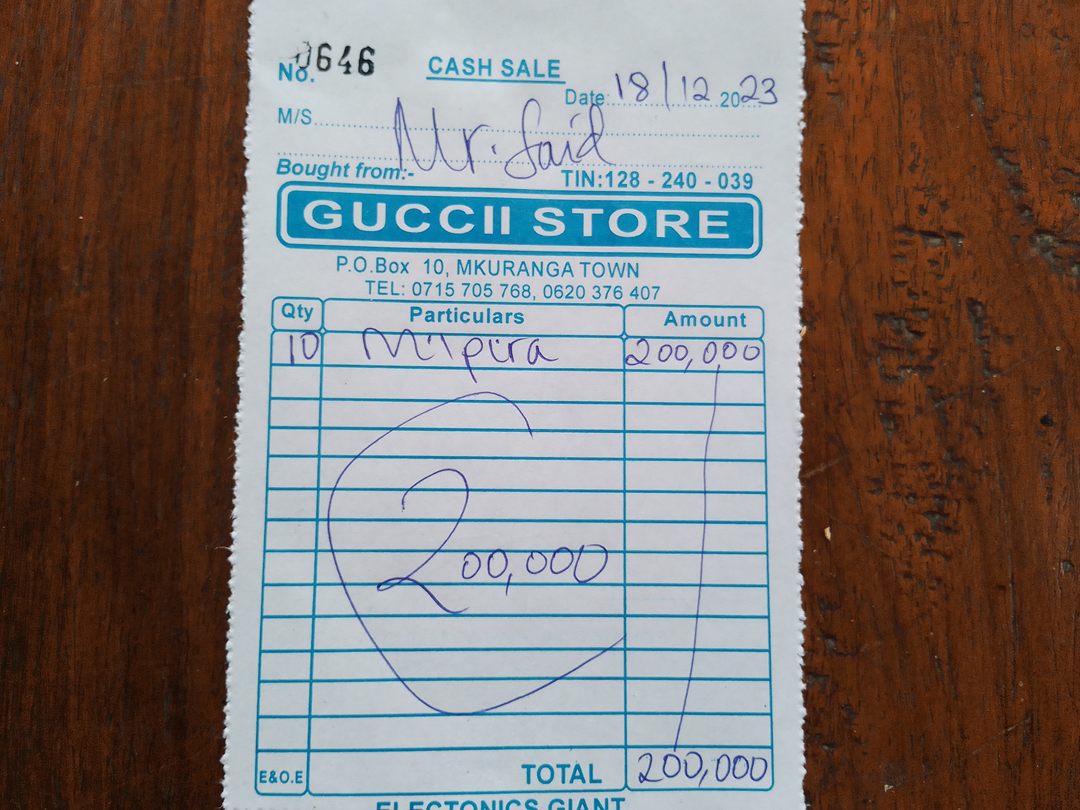 No. 0646
CASH SALE
Date: 18/12 2023
M/S Mr. Said
Bought from:-
TIN:128 - 240 - 039
GUCCII STORE
P.O.Box 10, MKURANGA TOWN
TEL: 0715 705 768, 0620 376 407
Qty Particulars Amount
10 Mipira 200,000
200,000
E&O.E TOTAL 200,000
ELECTONICS GIANT